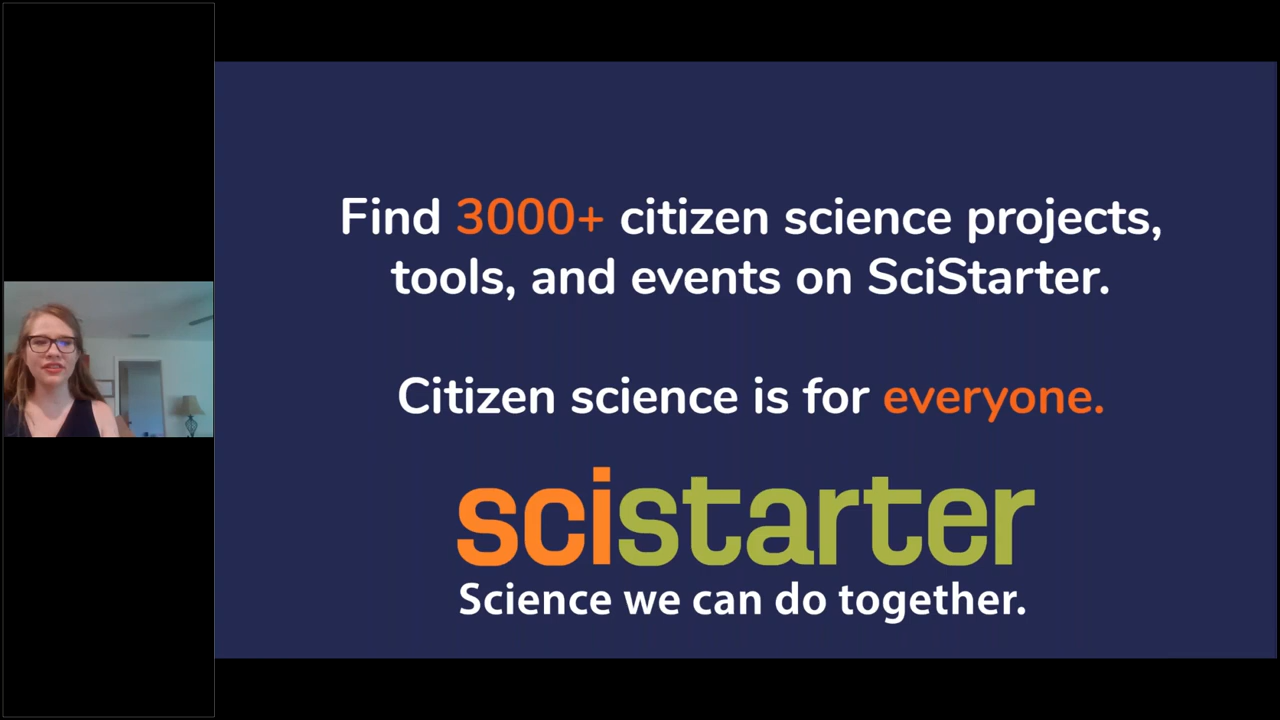 Find 3000+ citizen science projects,
tools, and events on SciStarter.
Citizen science is for everyone.
scistarter
Science we can do together.